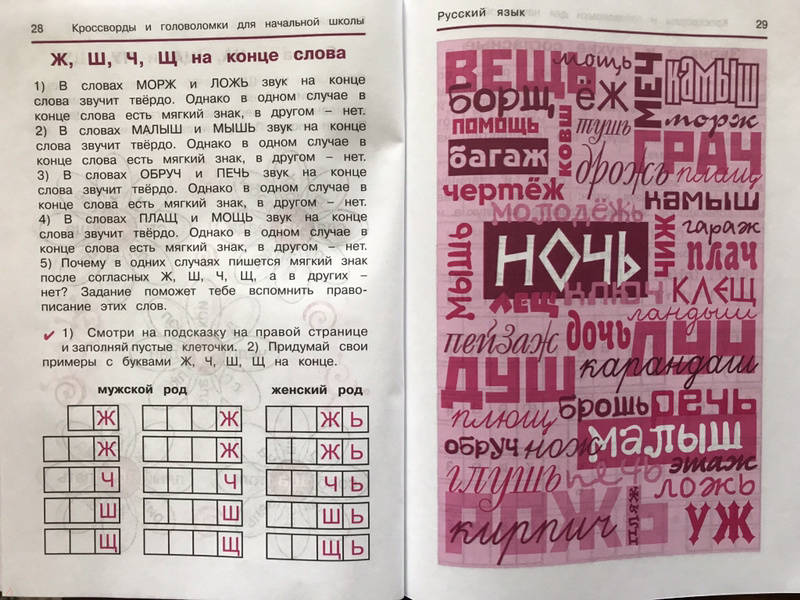 28 Кроссворды и головоломки для начальной школы
Ж, Ш, Ч, Щ на конце слова
1) В словах МОРЖ и ЛОЖЬ звук на конце
слова звучит твёрдо. Однако в одном случае в
конце слова есть мягкий знак, в другом – нет.
2) В словах МАЛЫШ и МЫШЬ звук на конце
слова звучит твёрдо. Однако в одном случае в
конце слова есть мягкий знак, в другом – нет.
3) В словах ОБРУЧ и ПЕЧЬ звук на конце
слова звучит твёрдо. Однако в одном случае в
конце слова есть мягкий знак, в другом – нет.
4) В словах ПЛАЩ и МОЩЬ звук на конце
слова звучит твёрдо. Однако в одном случае в
конце слова есть мягкий знак, в другом – нет.
5) Почему в одних случаях пишется мягкий знак
после согласных Ж, Ш, Ч, Щ, а в других –
нет? Задание поможет тебе вспомнить право-
писание этих слов.
1) Смотри на подсказку на правой странице
и заполняй пустые клеточки. 2) Придумай свои
примеры с буквами Ж, Ч, Ш, Щ на конце.
мужской род женский род
Ж Ж Ж Ь
Ж Ж Ж Ь
Ч Ч Ч Ь
Ш Ш Ш Ь
Щ Щ Щ Ь
Русский язык 29
ВЕЩЬ мощь МЕЧ камыш
борщ ёж
помощь ковш тушь морж
багаж дрожь ГРАЧ
чертёж плащ
молодёжь камыш
мышь НОЧЬ чиж гараж
плач
лещ ключ клещ
ландыш
пейзаж дочь ЛУЧ
ДУШ карандаш
плющ брошь речь
обруч нож малыш
глушь печь этаж
ложь
РОЖЬ пляж
кирпич уж